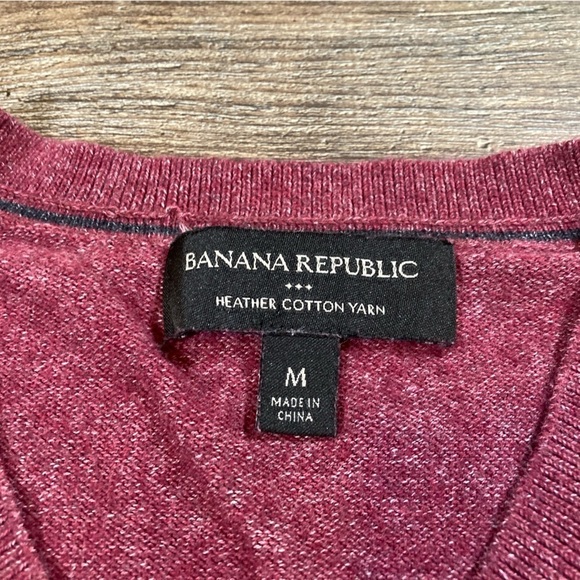 BANANA REPUBLIC
HEATHER COTTON YARN
M
MADE IN
CHINA